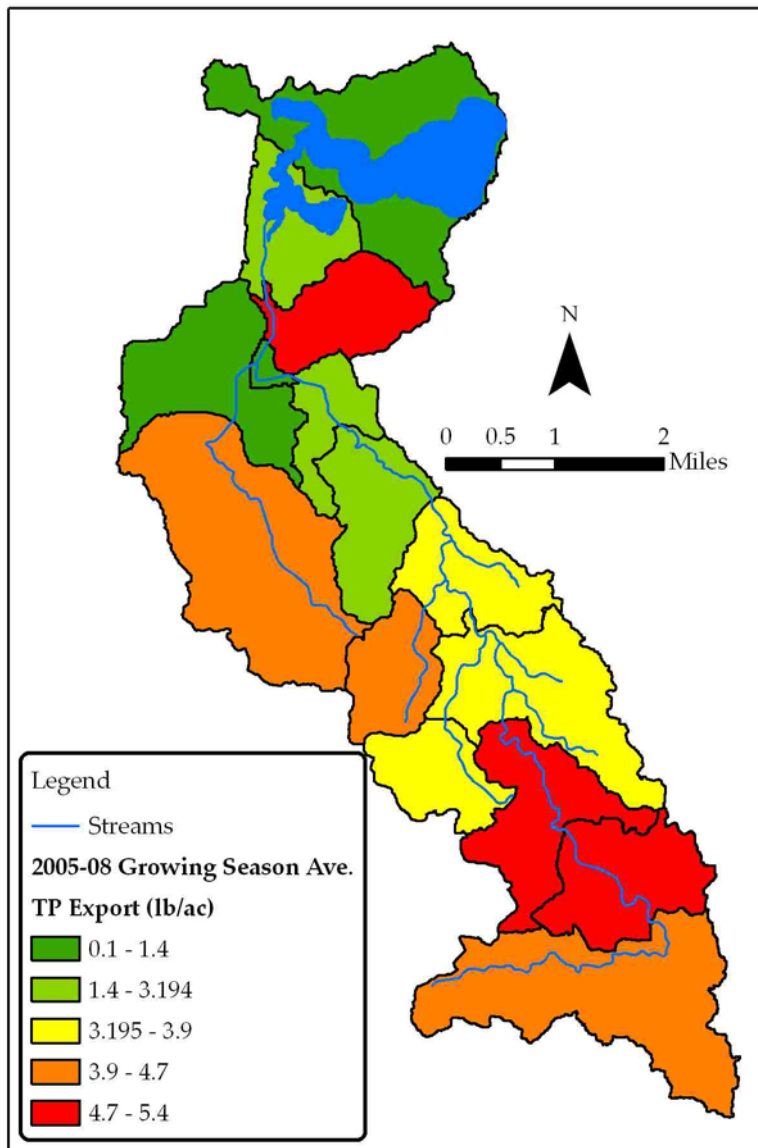 N
0 0.5 1 2
Miles
Legend
Streams
2005-08 Growing Season Ave.
TP Export (lb/ac)
0.1 - 1.4
1.4 - 3.194
3.195 - 3.9
3.9 - 4.7
4.7 - 5.4